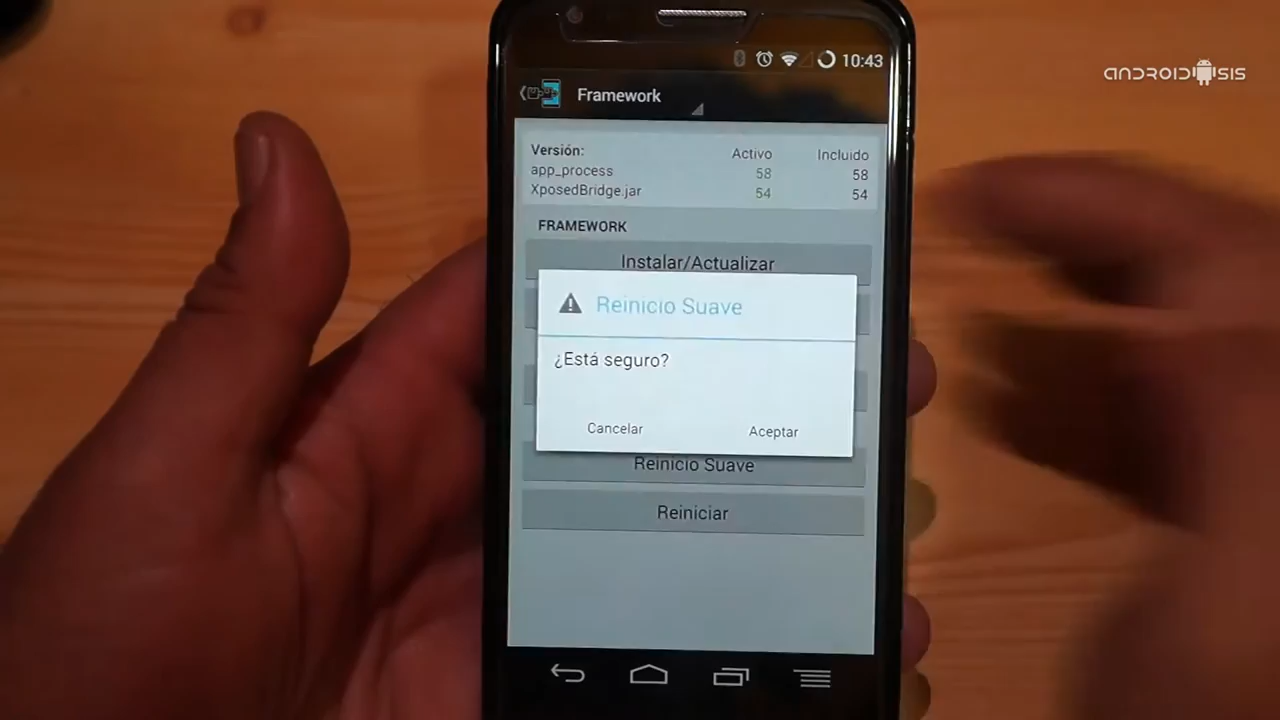 10:43
ANDROIDSIS
Framework
Versión: Activo Incluido
app_process 58 58
XposedBridge.jar 54 54
FRAMEWORK
Instalar/Actualizar
Reinicio Suave
¿Está seguro?
Cancelar Aceptar
Reinicio Suave
Reiniciar